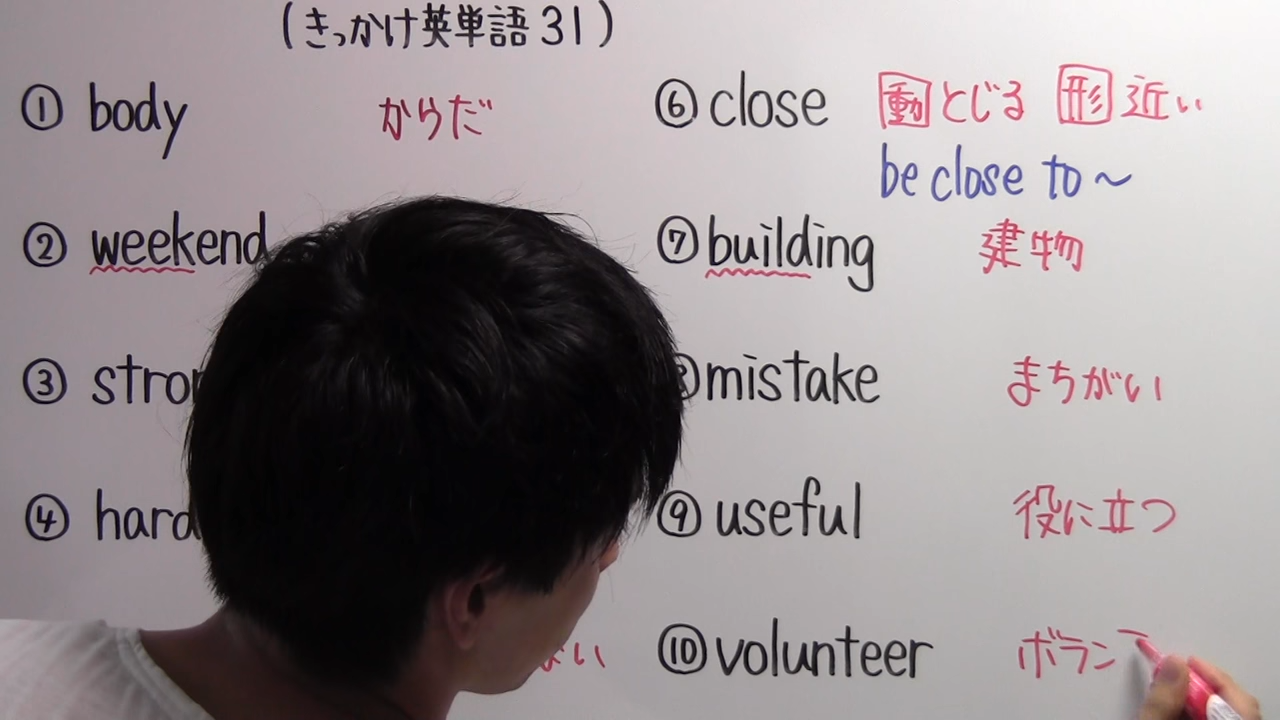 (きっかけ英単語31)
① body からだ
② weekend
③ stro
④ hard
ない
⑥ close 動 とじる 形 近い
be close to ~
⑦ building 建物
mistake まちがい
⑨ useful 役に立つ
⑩ volunteer ボラン